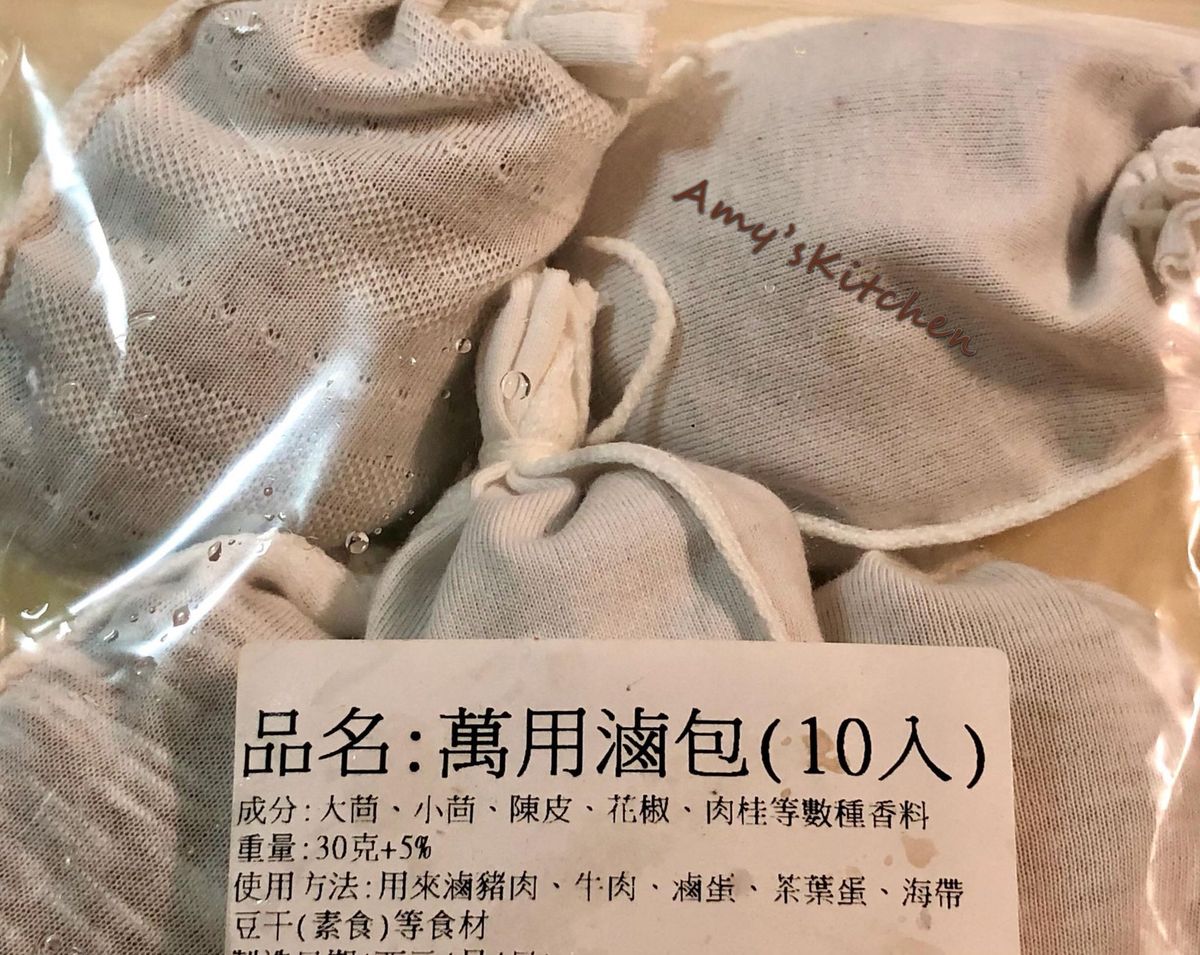 Amy'sKitchen
品名:萬用滷包(10入)
成分:大茴、小茴、陳皮、花椒、肉桂等數種香料
重量:30克+5%
使用方法:用來滷豬肉、牛肉、滷蛋、茶葉蛋、海帶
豆干(素食)等食材